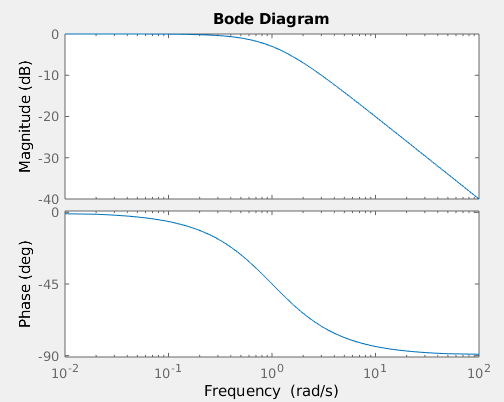 Bode Diagram
Magnitude (dB)
0
-10
-20
-30
-40
Phase (deg)
0
-45
-90
10^-2 10^-1 10^0 10^1 10^2
Frequency (rad/s)